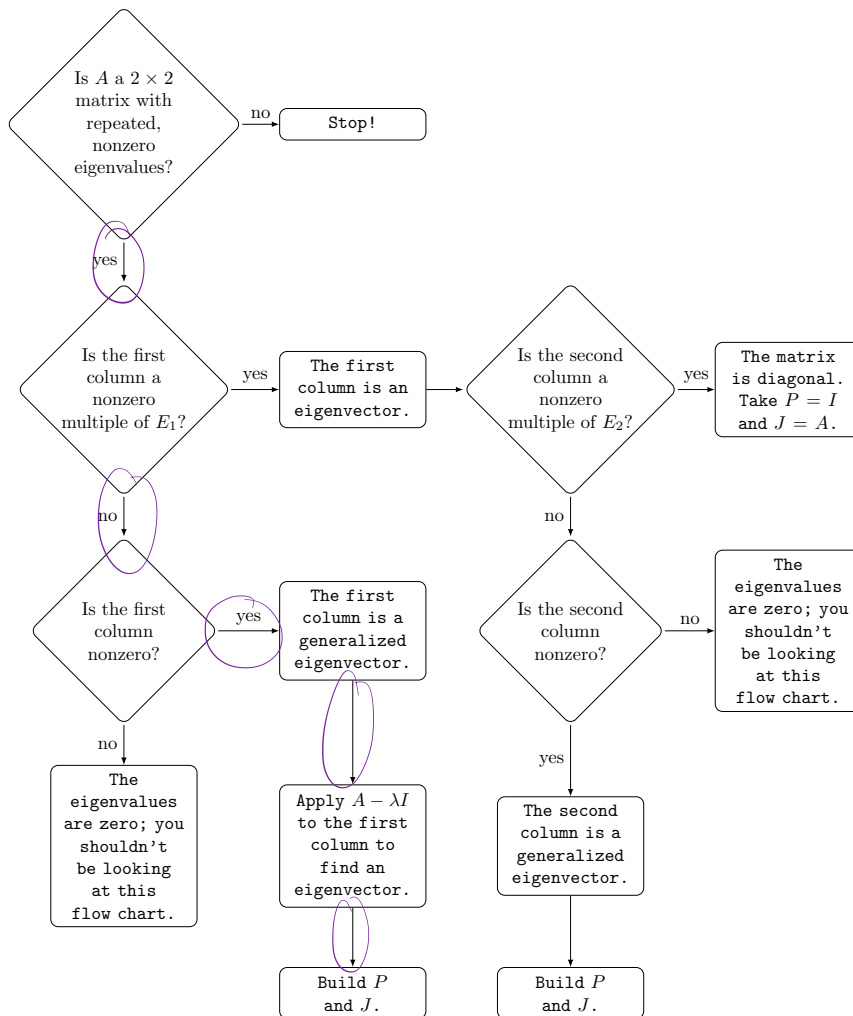 Is A a 2 × 2
matrix with
repeated,
nonzero
eigenvalues?
no
Stop!
yes
Is the first
column a
nonzero
multiple of E₁?
yes
The first
column is an
eigenvector.
Is the second
column a
nonzero
multiple of E₂?
yes
The matrix
is diagonal.
Take P = I
and J = A.
no
no
Is the first
column
nonzero?
yes
The first
column is a
generalized
eigenvector.
Is the second
column
nonzero?
no
The
eigenvalues
are zero; you
shouldn't
be looking
at this
flow chart.
no
The
eigenvalues
are zero; you
shouldn't
be looking
at this
flow chart.
Apply A − λI
to the first
column to
find an
eigenvector.
yes
The second
column is a
generalized
eigenvector.
Build P
and J.
Build P
and J.